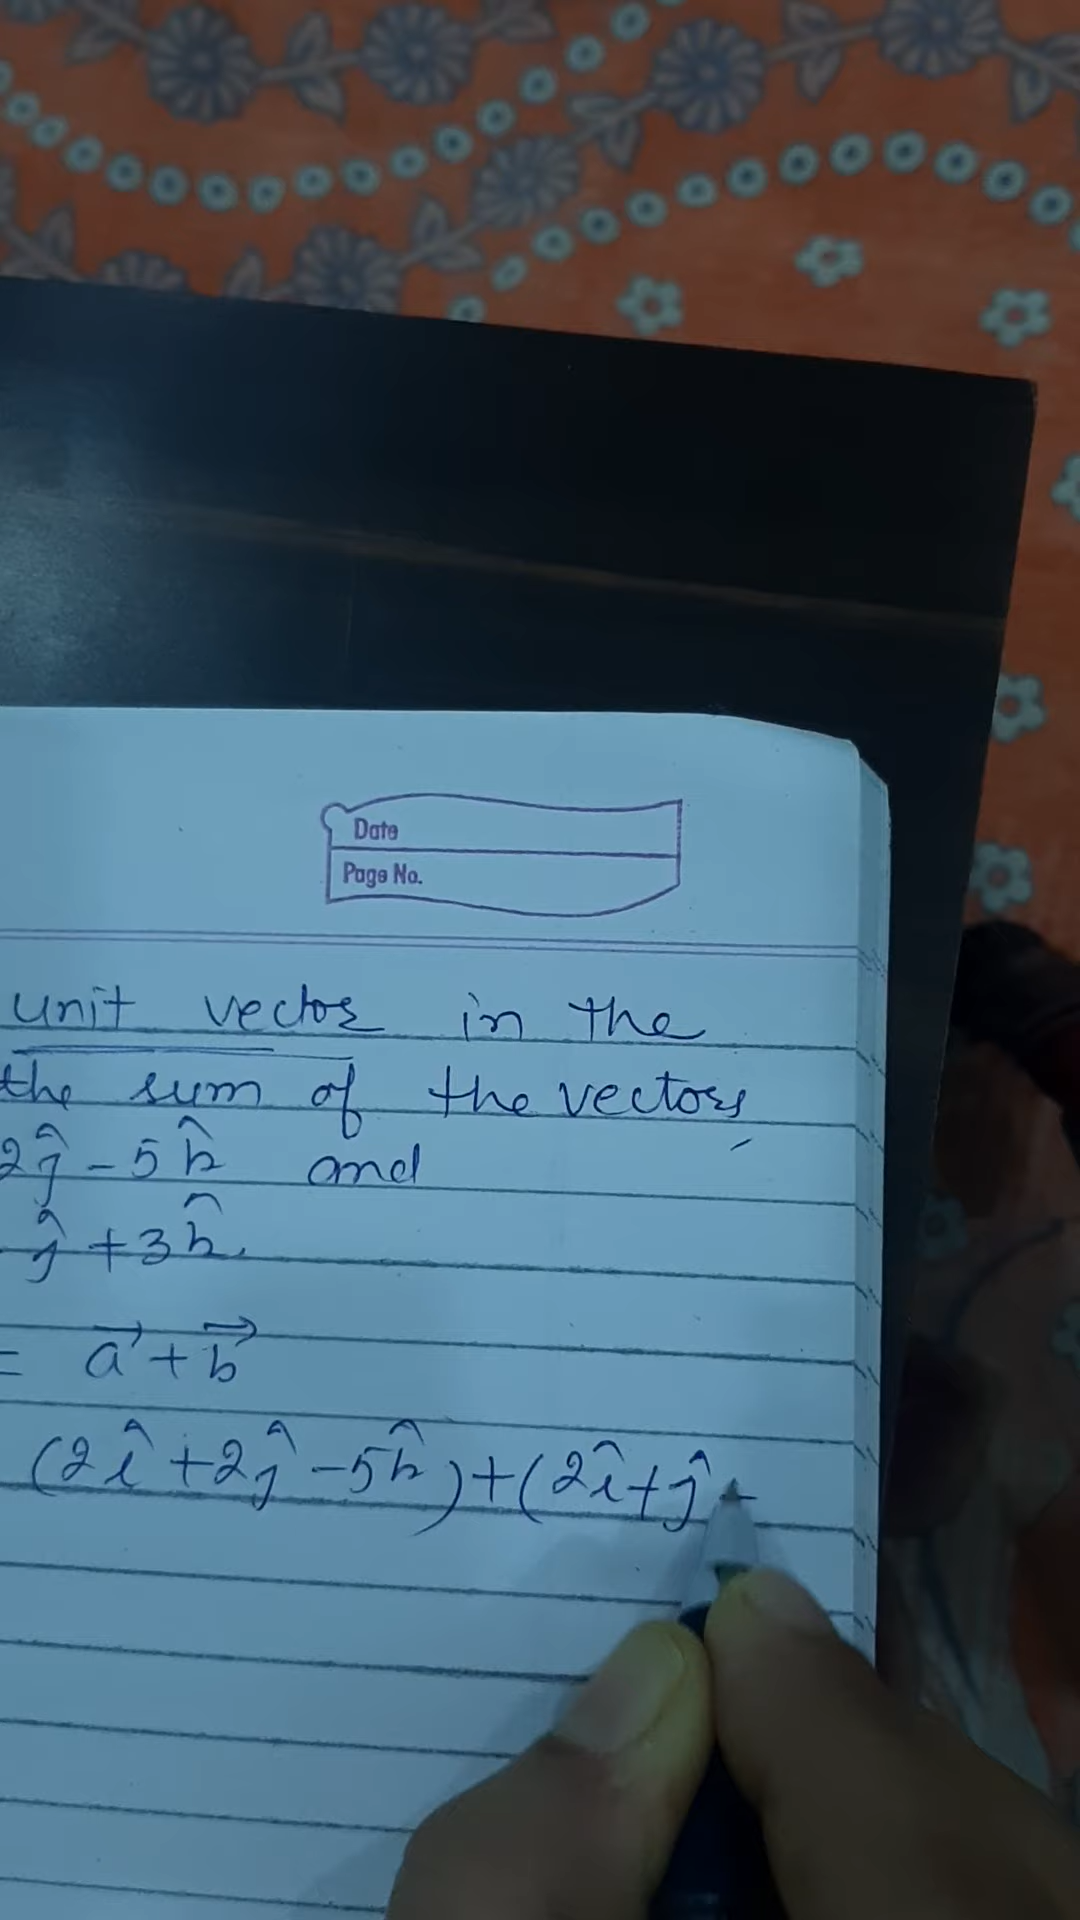 Date
Page No.
unit vector in the
the sum of the vectors
2ĵ - 5k̂ and
ĵ + 3k̂.
= a⃗ + b⃗
(2î + 2ĵ - 5k̂) + (2î + ĵ -